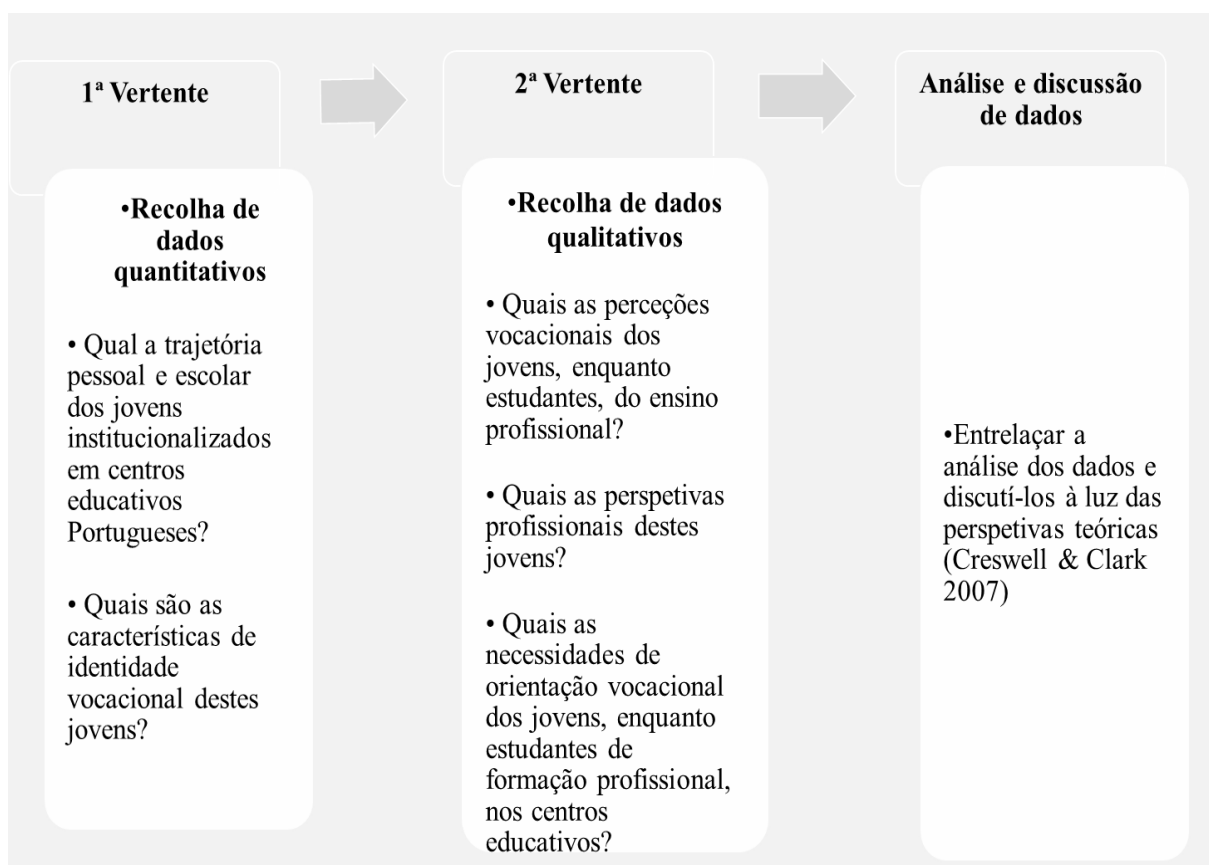 1ª Vertente
•Recolha de
dados
quantitativos
• Qual a trajetória
pessoal e escolar
dos jovens
institucionalizados
em centros
educativos
Portugueses?
• Quais são as
características de
identidade
vocacional destes
jovens?
2ª Vertente
•Recolha de dados
qualitativos
• Quais as perceções
vocacionais dos
jovens, enquanto
estudantes, do ensino
profissional?
• Quais as perspetivas
profissionais destes
jovens?
• Quais as
necessidades de
orientação vocacional
dos jovens, enquanto
estudantes de
formação profissional,
nos centros
educativos?
Análise e discussão
de dados
•Entrelaçar a
análise dos dados e
discutí-los à luz das
perspetivas teóricas
(Creswell & Clark
2007)